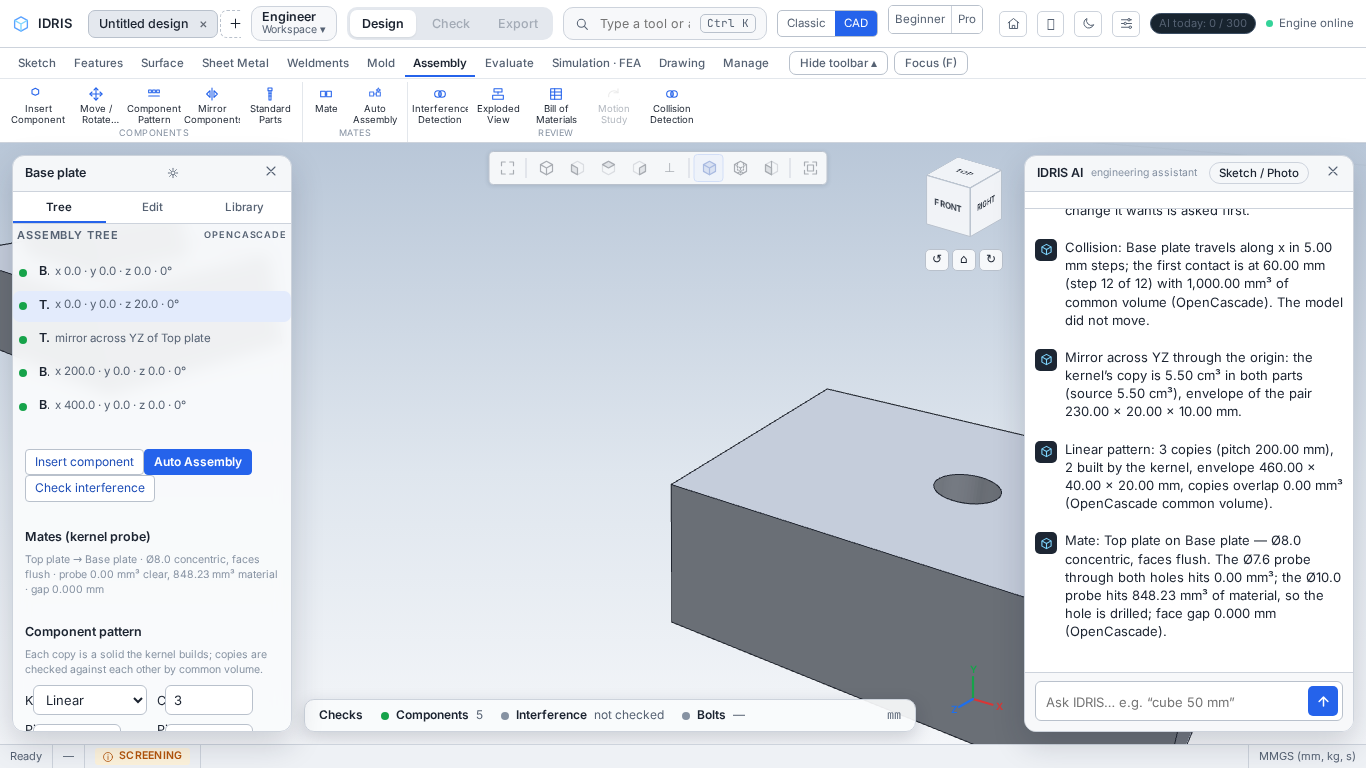 IDRIS
Untitled design ×
+
Engineer
Workspace ▾
Design
Check
Export
Type a tool or a
Ctrl K
Classic
CAD
Beginner
Pro
AI today: 0 / 300
Engine online
Sketch
Features
Surface
Sheet Metal
Weldments
Mold
Assembly
Evaluate
Simulation · FEA
Drawing
Manage
Hide toolbar ▴
Focus (F)
Insert
Component
Move /
Rotate...
Component
Pattern
Mirror
Components
Standard
Parts
COMPONENTS
Mate
Auto
Assembly
MATES
Interference
Detection
Exploded
View
Bill of
Materials
Motion
Study
Collision
Detection
REVIEW
Base plate
Tree
Edit
Library
ASSEMBLY TREE
OPENCASCADE
B. x 0.0 · y 0.0 · z 0.0 · 0°
T. x 0.0 · y 0.0 · z 20.0 · 0°
T. mirror across YZ of Top plate
B. x 200.0 · y 0.0 · z 0.0 · 0°
B. x 400.0 · y 0.0 · z 0.0 · 0°
Insert component
Auto Assembly
Check interference
Mates (kernel probe)
Top plate → Base plate · Ø8.0 concentric, faces
flush · probe 0.00 mm³ clear, 848.23 mm³ material
· gap 0.000 mm
Component pattern
Each copy is a solid the kernel builds; copies are
checked against each other by common volume.
K Linear
C 3
TOP
FRONT
RIGHT
Checks
Components 5
Interference not checked
Bolts —
mm
Y
X
Z
IDRIS AI engineering assistant
Sketch / Photo
change it wants is asked first.
Collision: Base plate travels along x in 5.00
mm steps; the first contact is at 60.00 mm
(step 12 of 12) with 1,000.00 mm³ of
common volume (OpenCascade). The model
did not move.
Mirror across YZ through the origin: the
kernel’s copy is 5.50 cm³ in both parts
(source 5.50 cm³), envelope of the pair
230.00 × 20.00 × 10.00 mm.
Linear pattern: 3 copies (pitch 200.00 mm),
2 built by the kernel, envelope 460.00 ×
40.00 × 20.00 mm, copies overlap 0.00 mm³
(OpenCascade common volume).
Mate: Top plate on Base plate — Ø8.0
concentric, faces flush. The Ø7.6 probe
through both holes hits 0.00 mm³; the Ø10.0
probe hits 848.23 mm³ of material, so the
hole is drilled; face gap 0.000 mm
(OpenCascade).
Ask IDRIS… e.g. “cube 50 mm”
Ready
—
SCREENING
MMGS (mm, kg, s)